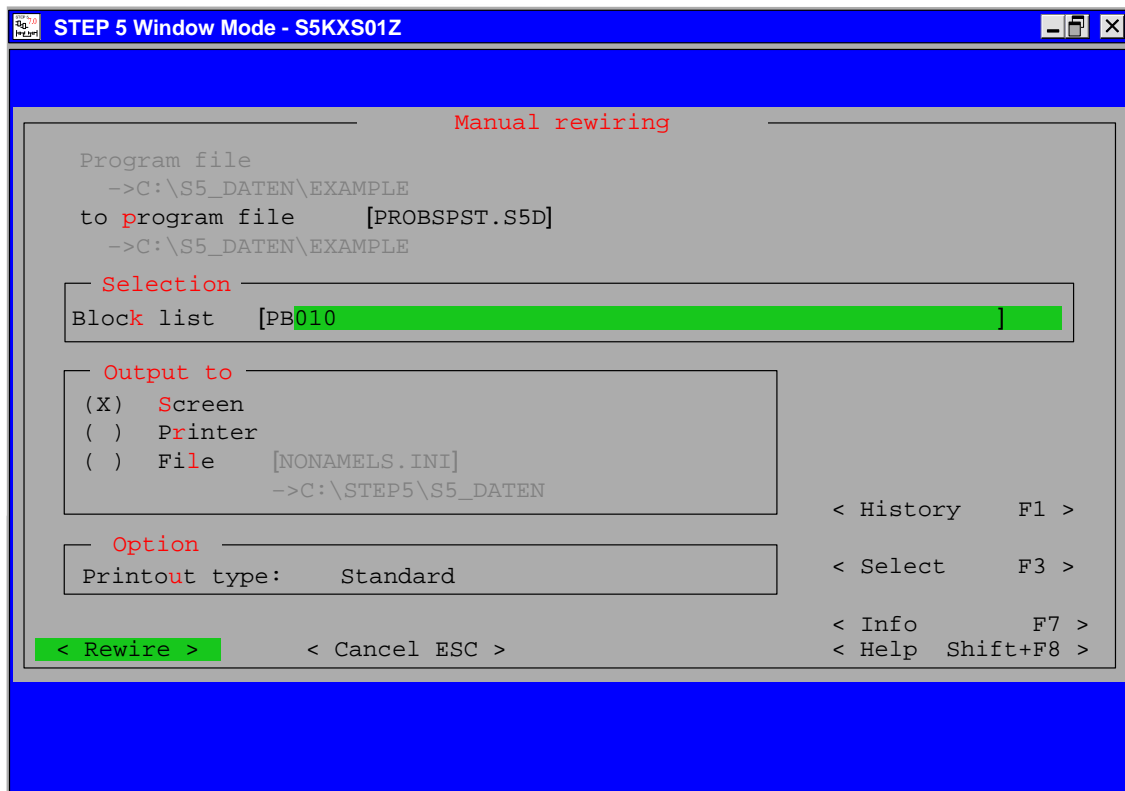 STEP 5 Window Mode - S5KXS01Z
Manual rewiring
Program file
->C:\S5_DATEN\EXAMPLE
to program file [PROBSPST.S5D]
->C:\S5_DATEN\EXAMPLE
Selection
Block list [PB010 ]
Output to
(X) Screen
( ) Printer
( ) File [NONAMELS.INI]
->C:\STEP5\S5_DATEN
< History F1 >
Option
Printout type: Standard
< Select F3 >
< Info F7 >
< Rewire > < Cancel ESC > < Help Shift+F8 >